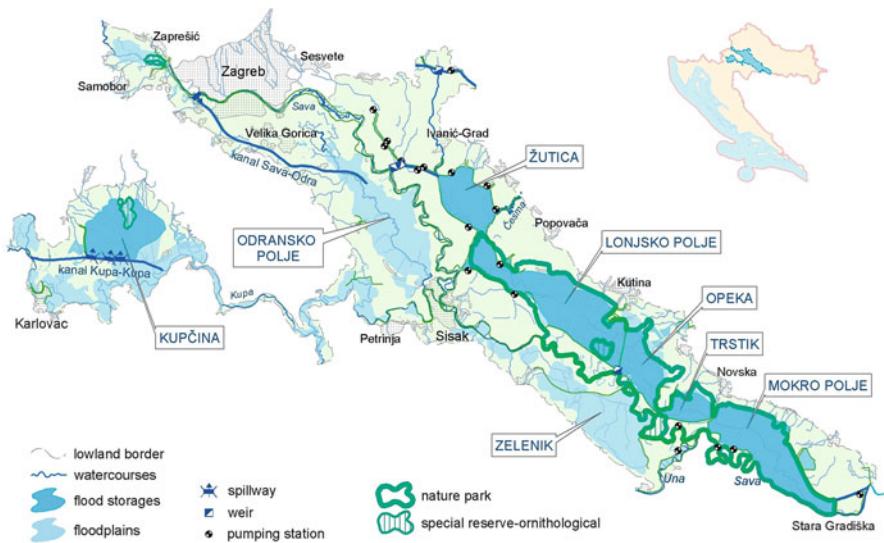 Zaprešić
Samobor
Zagreb
Sesvete
Sava
Velika Gorica
kanal Sava-Odra
Ivanić-Grad
ŽUTICA
Česma
Popovača
ODRANSKO
POLJE
LONJSKO POLJE
Kutina
OPEKA
kanal Kupa-Kupa
Kupa
Karlovac
KUPČINA
Petrinja
Sisak
TRSTIK
Novska
MOKRO POLJE
ZELENIK
Una
Sava
Stara Gradiška
lowland border
watercourses
flood storages
floodplains
spillway
weir
pumping station
nature park
special reserve-ornithological